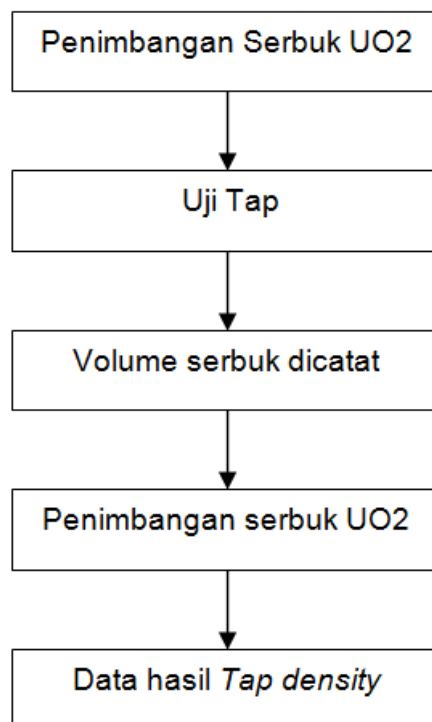 Penimbangan Serbuk UO2
Uji Tap
Volume serbuk dicatat
Penimbangan serbuk UO2
Data hasil Tap density